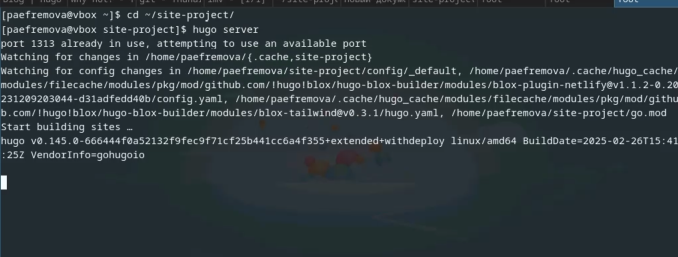 [paefremova@vbox ~]$ cd ~/site-project/
[paefremova@vbox site-project]$ hugo server
port 1313 already in use, attempting to use an available port
Watching for changes in /home/paefremova/{.cache,site-project}
Watching for config changes in /home/paefremova/site-project/config/_default, /home/paefremova/.cache/hugo_cache/
modules/filecache/modules/pkg/mod/github.com/!hugo!blox/hugo-blox-builder/modules/blox-plugin-netlify@v1.1.2-0.20
231209203044-d31adfedd40b/config.yaml, /home/paefremova/.cache/hugo_cache/modules/filecache/modules/pkg/mod/githu
b.com/!hugo!blox/hugo-blox-builder/modules/blox-tailwind@v0.3.1/hugo.yaml, /home/paefremova/site-project/go.mod
Start building sites …
hugo v0.145.0-666444f0a52132f9fec9f71cf25b441cc6a4f355+extended+withdeploy linux/amd64 BuildDate=2025-02-26T15:41
:25Z VendorInfo=gohugoio